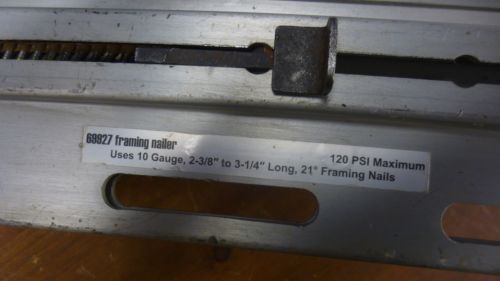 69927 framing nailer 120 PSI Maximum
Uses 10 Gauge, 2-3/8" to 3-1/4" Long, 21° Framing Nails